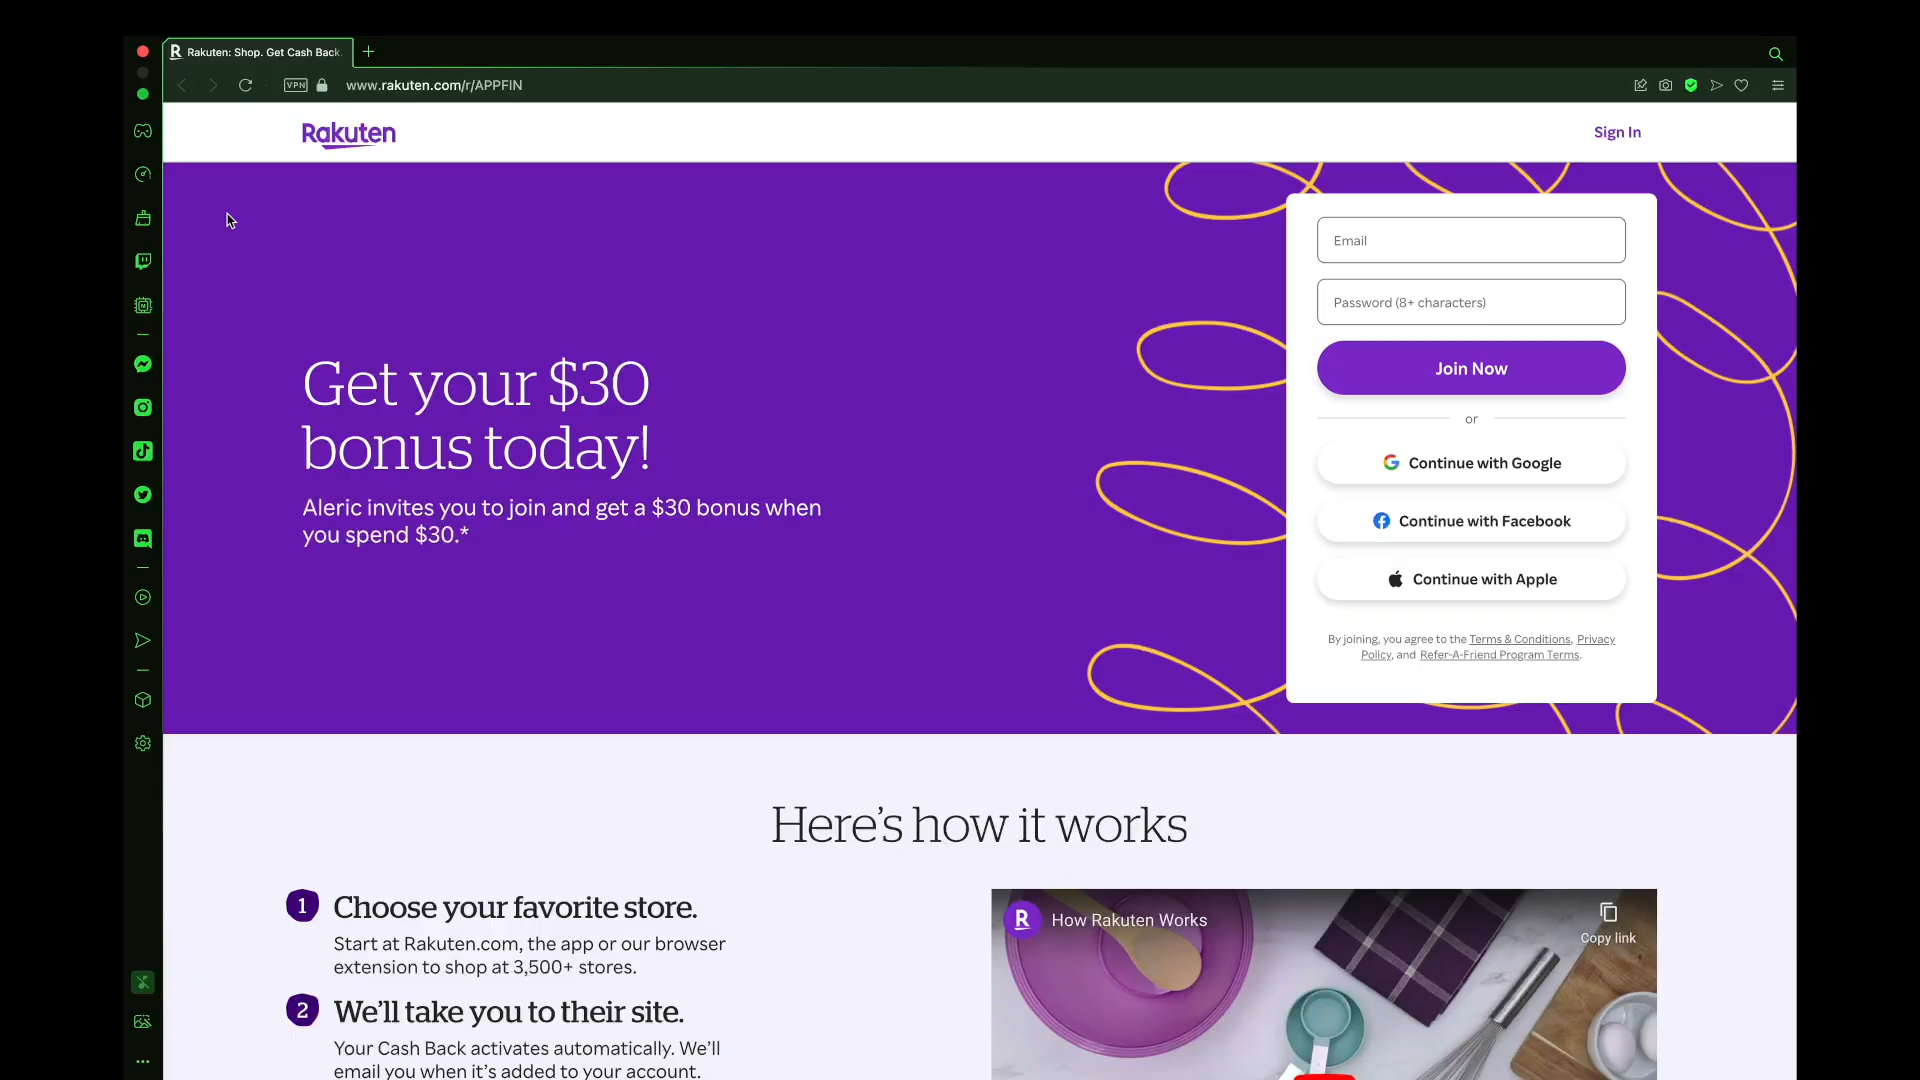 Rakuten: Shop. Get Cash Back.
VPN
www.rakuten.com/r/APPFIN
Rakuten
Sign In
Get your $30
bonus today!
Aleric invites you to join and get a $30 bonus when
you spend $30.*
Email
Password (8+ characters)
Join Now
or
Continue with Google
Continue with Facebook
Continue with Apple
By joining, you agree to the Terms & Conditions, Privacy
Policy, and Refer-A-Friend Program Terms.
Here's how it works
1 Choose your favorite store.
Start at Rakuten.com, the app or our browser
extension to shop at 3,500+ stores.
2 We'll take you to their site.
Your Cash Back activates automatically. We'll
email you when it's added to your account.
R How Rakuten Works
Copy link